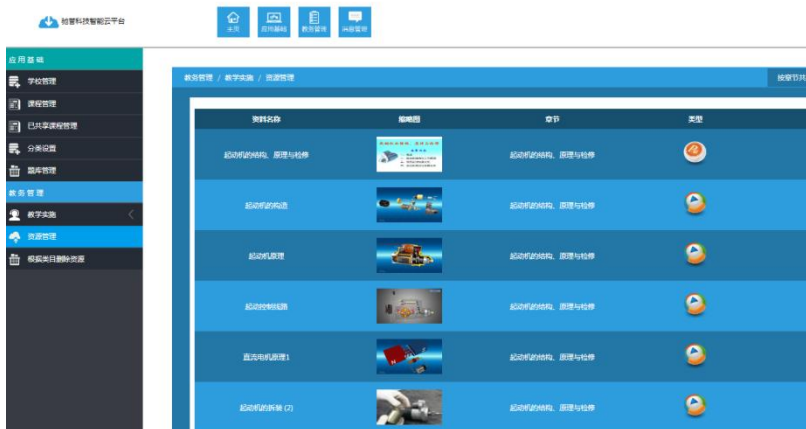 智能云平台
主页
应用基础
教务管理
消息管理
应用基础
学校管理
课程管理
已共享课程管理
分类设置
题库管理
教务管理
教学实施
资源管理
根据类目删除资源
教务管理 / 教学实施 / 资源管理
按章节共
资料名称 缩略图 章节 类型
起动机的结构、原理与检修 起动机的结构、原理与检修
起动机的构造 起动机的结构、原理与检修
起动机原理 起动机的结构、原理与检修
起动控制线路 起动机的结构、原理与检修
直流电机原理1 起动机的结构、原理与检修
起动机的拆装 (2) 起动机的结构、原理与检修